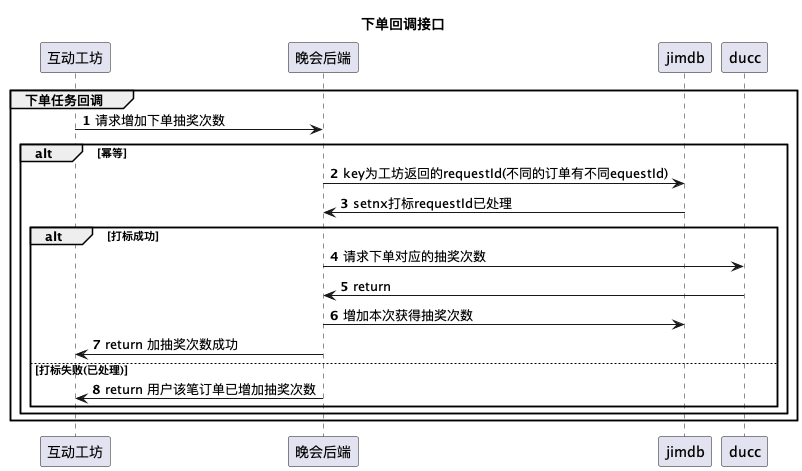 下单回调接口
互动工坊 晚会后端 jimdb ducc
下单任务回调
1 请求增加下单抽奖次数
alt [幂等]
2 key为工坊返回的requestId(不同的订单有不同equestId)
3 setnx打标requestId已处理
alt [打标成功]
4 请求下单对应的抽奖次数
5 return
6 增加本次获得抽奖次数
7 return 加抽奖次数成功
[打标失败(已处理)]
8 return 用户该笔订单已增加抽奖次数
互动工坊 晚会后端 jimdb ducc